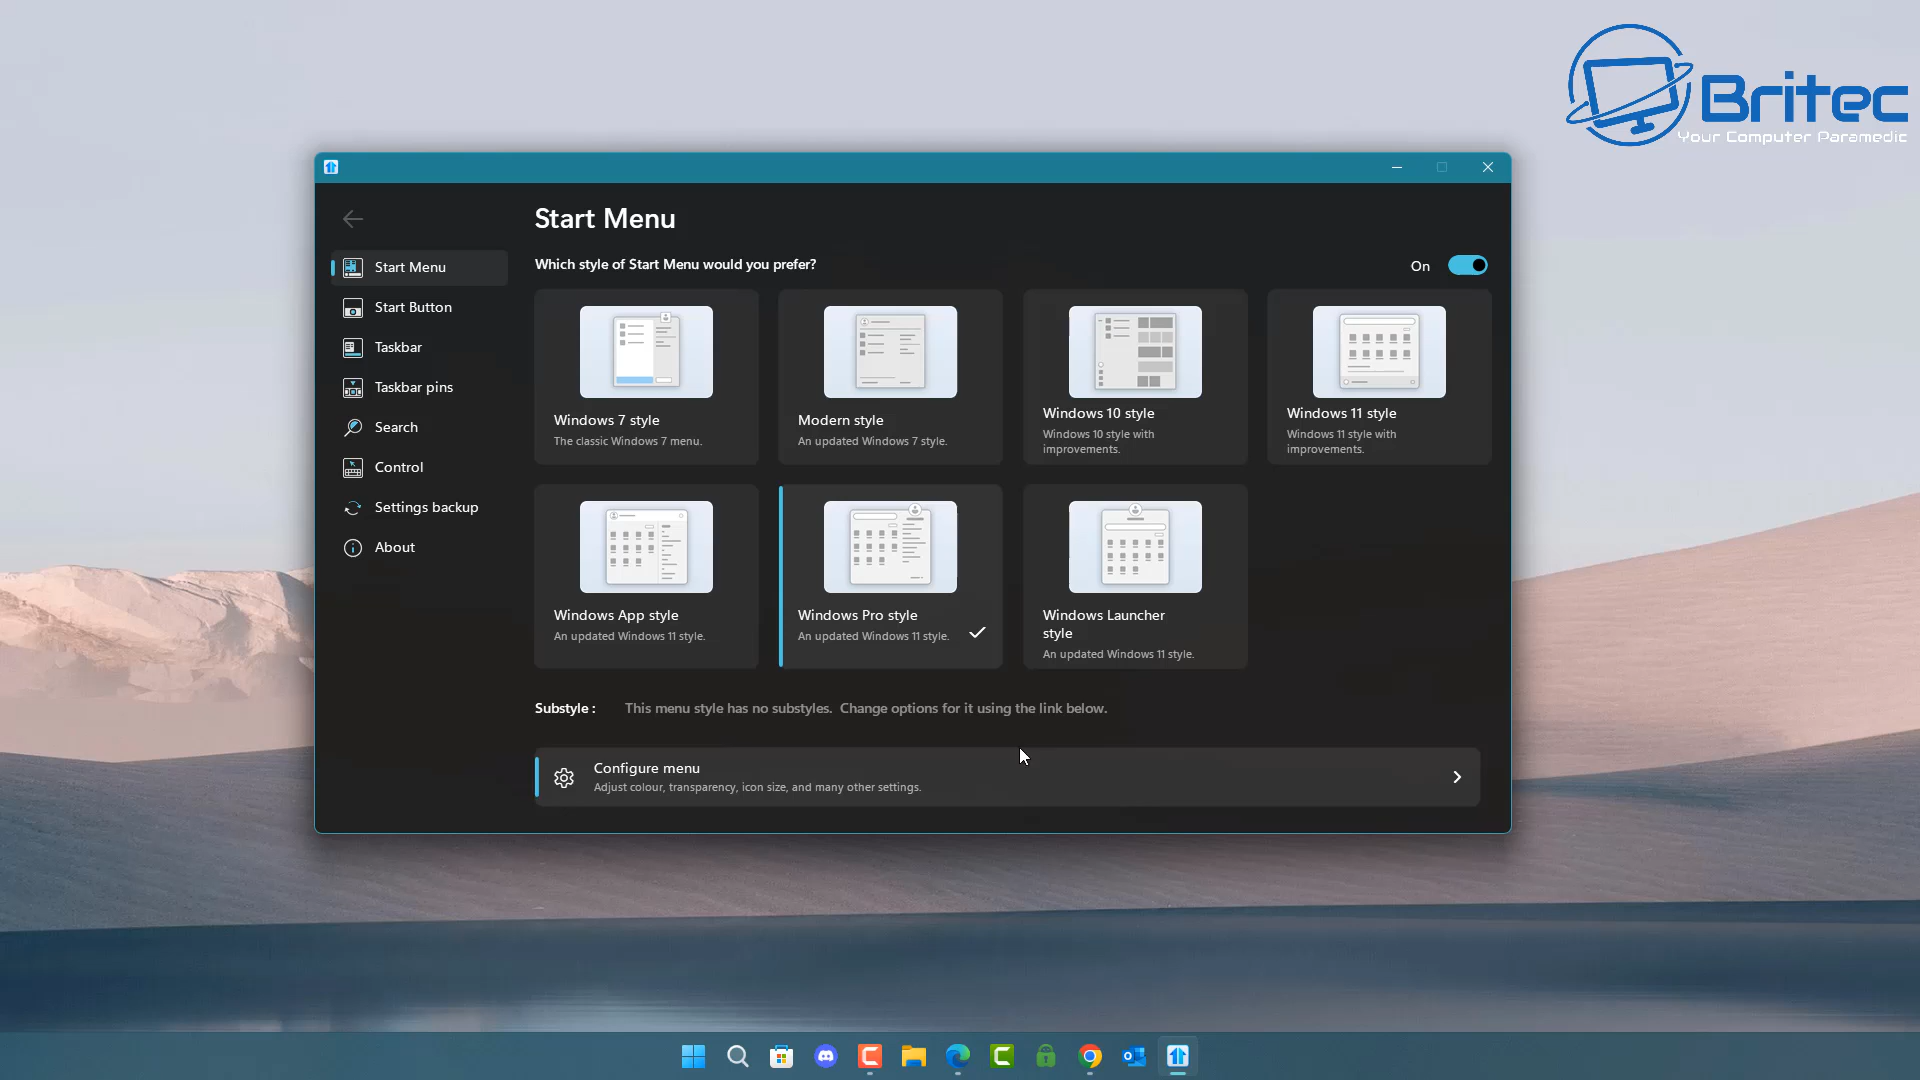 Britec
Your Computer Paramedic
Start Menu
Which style of Start Menu would you prefer?
On
Start Menu
Start Button
Taskbar
Taskbar pins
Search
Control
Settings backup
About
Windows 7 style
The classic Windows 7 menu.
Modern style
An updated Windows 7 style.
Windows 10 style
Windows 10 style with
improvements.
Windows 11 style
Windows 11 style with
improvements.
Windows App style
An updated Windows 11 style.
Windows Pro style
An updated Windows 11 style.
Windows Launcher
style
An updated Windows 11 style.
Substyle : This menu style has no substyles. Change options for it using the link below.
Configure menu
Adjust colour, transparency, icon size, and many other settings.